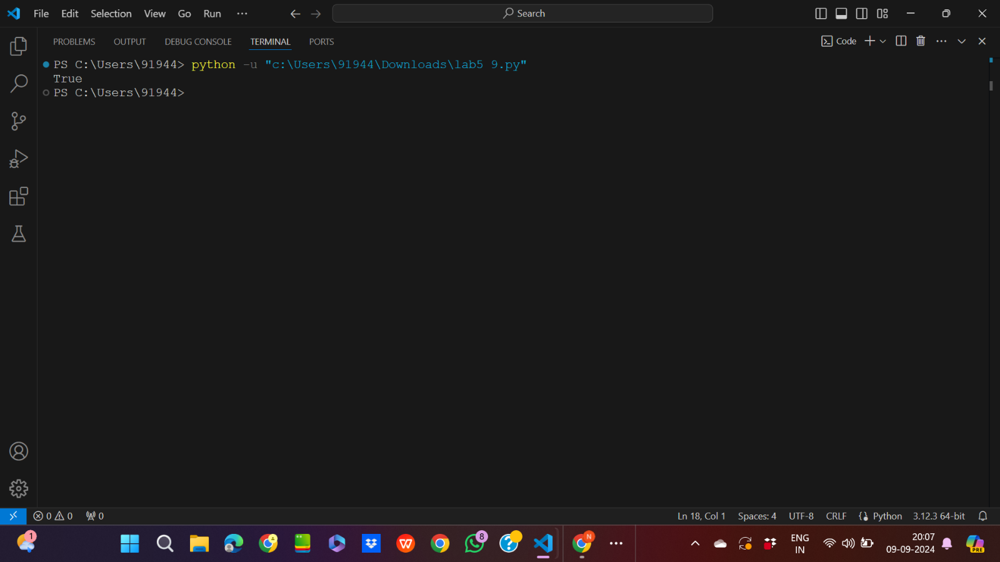 File Edit Selection View Go Run ··· Search
PROBLEMS OUTPUT DEBUG CONSOLE TERMINAL PORTS Code
PS C:\Users\91944> python -u "c:\Users\91944\Downloads\lab5 9.py"
True
PS C:\Users\91944>
0 0 0 Ln 18, Col 1 Spaces: 4 UTF-8 CRLF Python 3.12.3 64-bit
1 W 8 ? N ENG 20:07
IN 09-09-2024 PRE